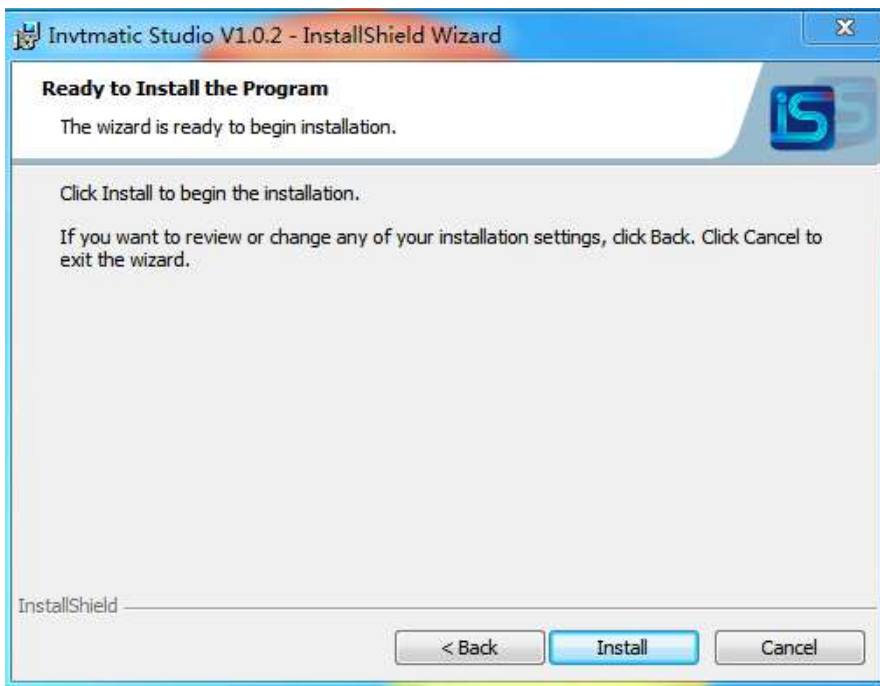 Invtmatic Studio V1.0.2 - InstallShield Wizard
Ready to Install the Program
The wizard is ready to begin installation.
iS
Click Install to begin the installation.
If you want to review or change any of your installation settings, click Back. Click Cancel to
exit the wizard.
InstallShield
< Back
Install
Cancel